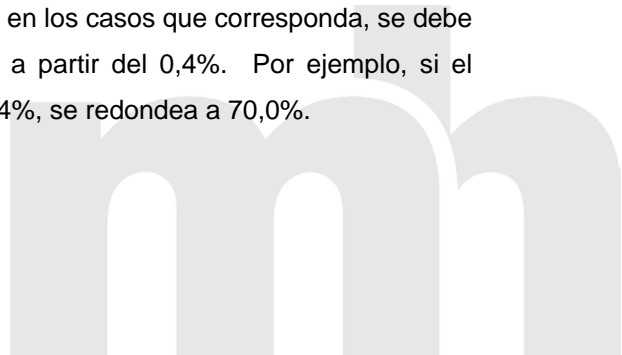 en los casos que corresponda, se debe
a partir del 0,4%. Por ejemplo, si el
4%, se redondea a 70,0%.